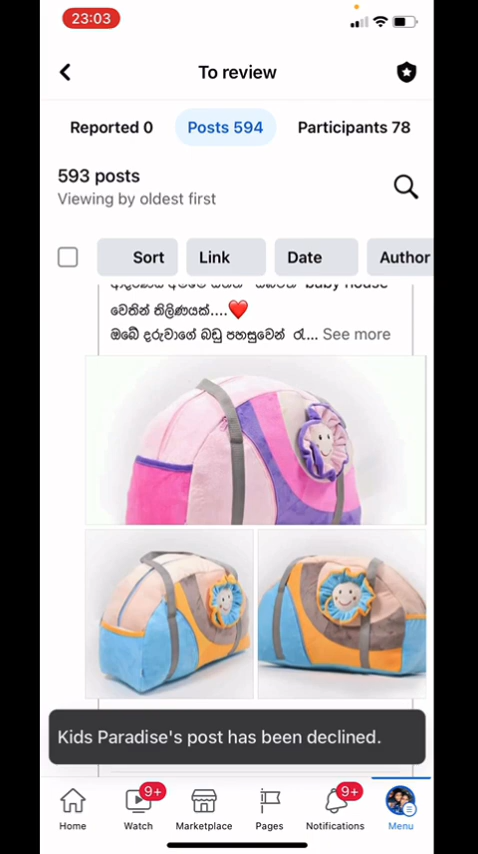 23:03
To review
Reported 0
Posts 594
Participants 78
593 posts
Viewing by oldest first
Sort
Link
Date
Author
baby house
වෙතින් තිලිණයක්....❤️
ඔබේ දරුවාගේ බඩු පහසුවෙන් රැ... See more
Kids Paradise's post has been declined.
9+
9+
Home
Watch
Marketplace
Pages
Notifications
Menu